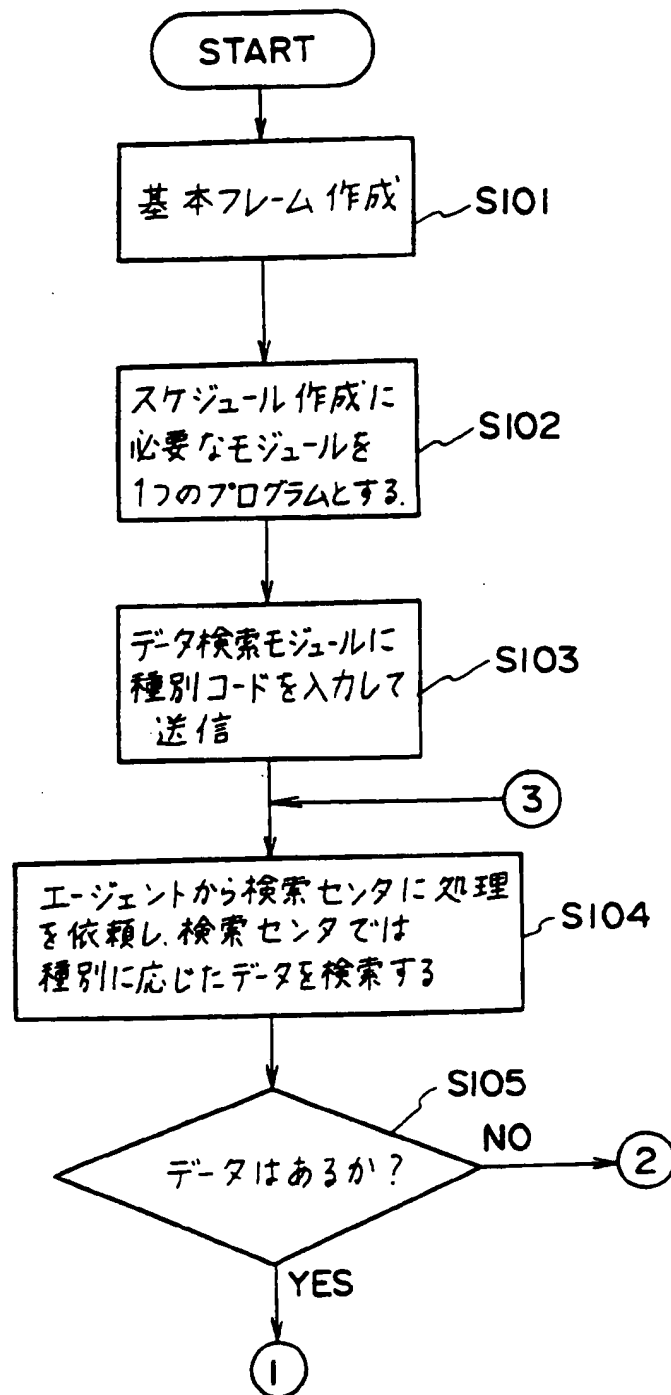 START
基本フレーム作成
S101
スケジュール作成に
必要なモジュールを
1つのプログラムとする.
S102
データ検索モジュールに
種別コードを入力して
送信
S103
3
エージェントから検索センタに処理
を依頼し、検索センタでは
種別に応じたデータを検索する
S104
S105
データはあるか?
NO
2
YES
1